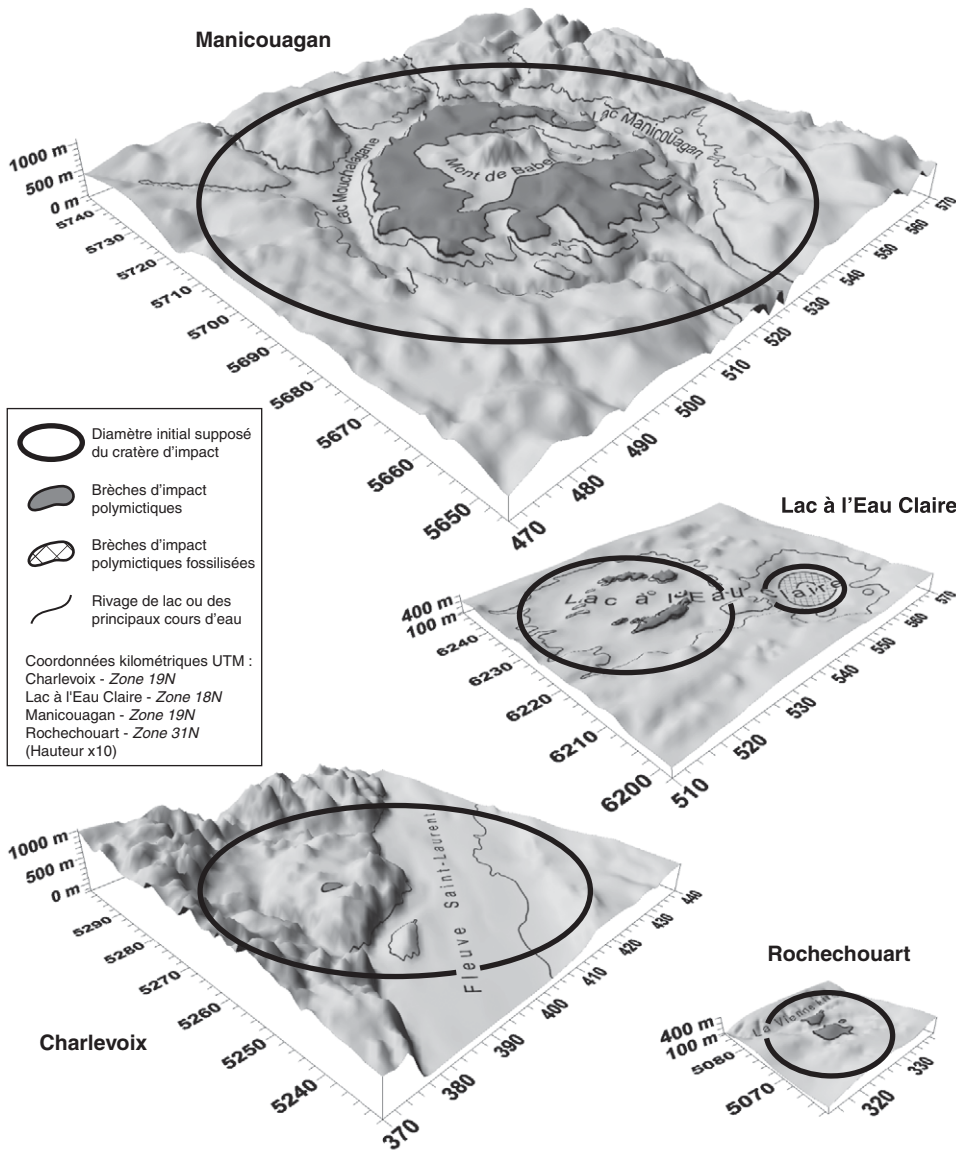 Manicouagan
1000 m
500 m
0 m
5740
5730
5720
5710
5700
5690
5680
5670
5660
5650
470
480
490
500
510
520
530
540
550
560
570
Lac Mouchalagane
Mont de Babel
Lac Manicouagan
Diamètre initial supposé
du cratère d'impact
Brèches d'impact
polymictiques
Brèches d'impact
polymictiques fossilisées
Rivage de lac ou des
principaux cours d'eau
Coordonnées kilométriques UTM :
Charlevoix - Zone 19N
Lac à l'Eau Claire - Zone 18N
Manicouagan - Zone 19N
Rochechouart - Zone 31N
(Hauteur x10)
Lac à l'Eau Claire
400 m
100 m
6240
6230
6220
6210
6200
510
520
530
540
550
560
570
Lac à l'Eau Claire
1000 m
500 m
0 m
5290
5280
5270
5260
5250
5240
370
380
390
400
410
420
430
440
Fleuve Saint-Laurent
Charlevoix
Rochechouart
400 m
100 m
5080
5070
320
330
La Vienne